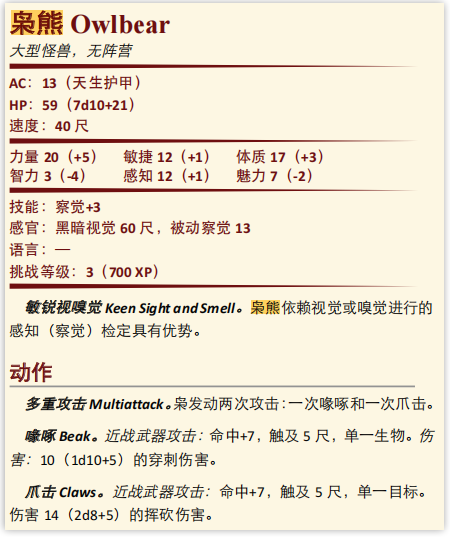 枭熊 Owlbear
大型怪兽，无阵营
AC：13（天生护甲）
HP：59（7d10+21）
速度：40 尺
力量 20（+5） 敏捷 12（+1） 体质 17（+3）
智力 3（-4） 感知 12（+1） 魅力 7（-2）
技能：察觉+3
感官：黑暗视觉 60 尺，被动察觉 13
语言：—
挑战等级：3（700 XP）
敏锐视嗅觉 Keen Sight and Smell。枭熊依赖视觉或嗅觉进行的
感知（察觉）检定具有优势。
动作
多重攻击 Multiattack。枭发动两次攻击：一次喙啄和一次爪击。
喙啄 Beak。近战武器攻击：命中+7，触及 5 尺，单一生物。伤
害：10（1d10+5）的穿刺伤害。
爪击 Claws。近战武器攻击：命中+7，触及 5 尺，单一目标。
伤害 14（2d8+5）的挥砍伤害。